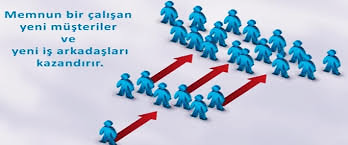 Memnun bir çalışan
yeni müşteriler
ve
yeni iş arkadaşları
kazandırır.